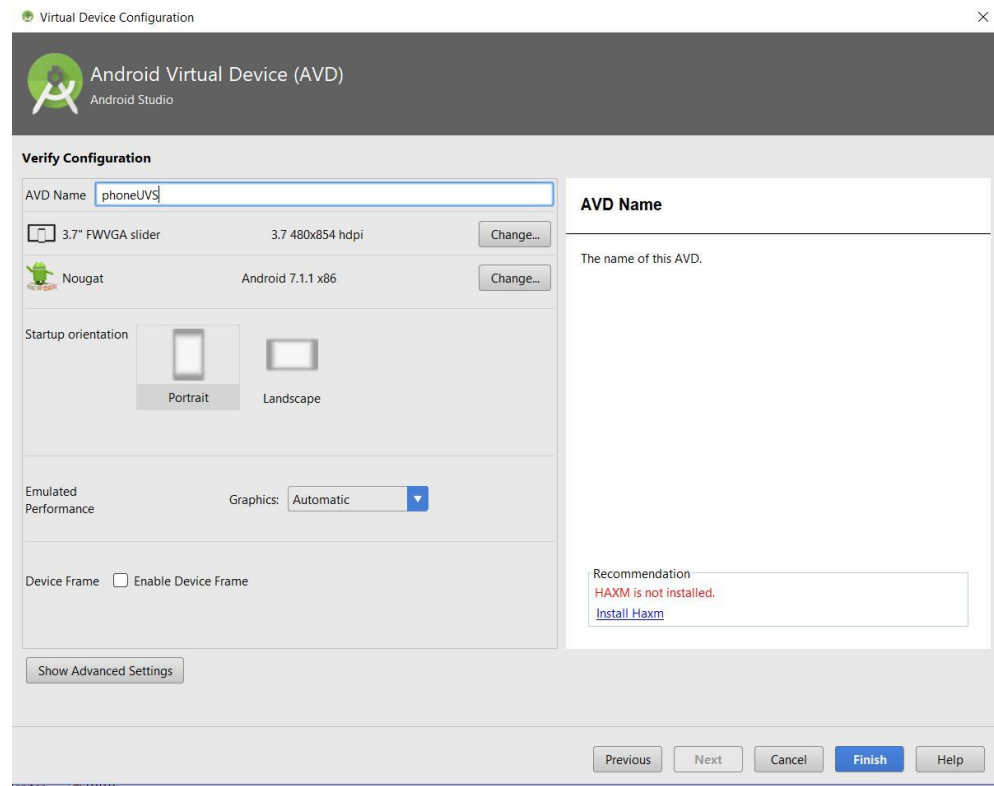 Virtual Device Configuration
Android Virtual Device (AVD)
Android Studio
Verify Configuration
AVD Name phoneUVS
3.7" FWVGA slider 3.7 480x854 hdpi Change...
Nougat Android 7.1.1 x86 Change...
Startup orientation
Portrait Landscape
Emulated
Performance
Graphics: Automatic
Device Frame Enable Device Frame
Show Advanced Settings
AVD Name
The name of this AVD.
Recommendation
HAXM is not installed.
Install Haxm
Previous Next Cancel Finish Help